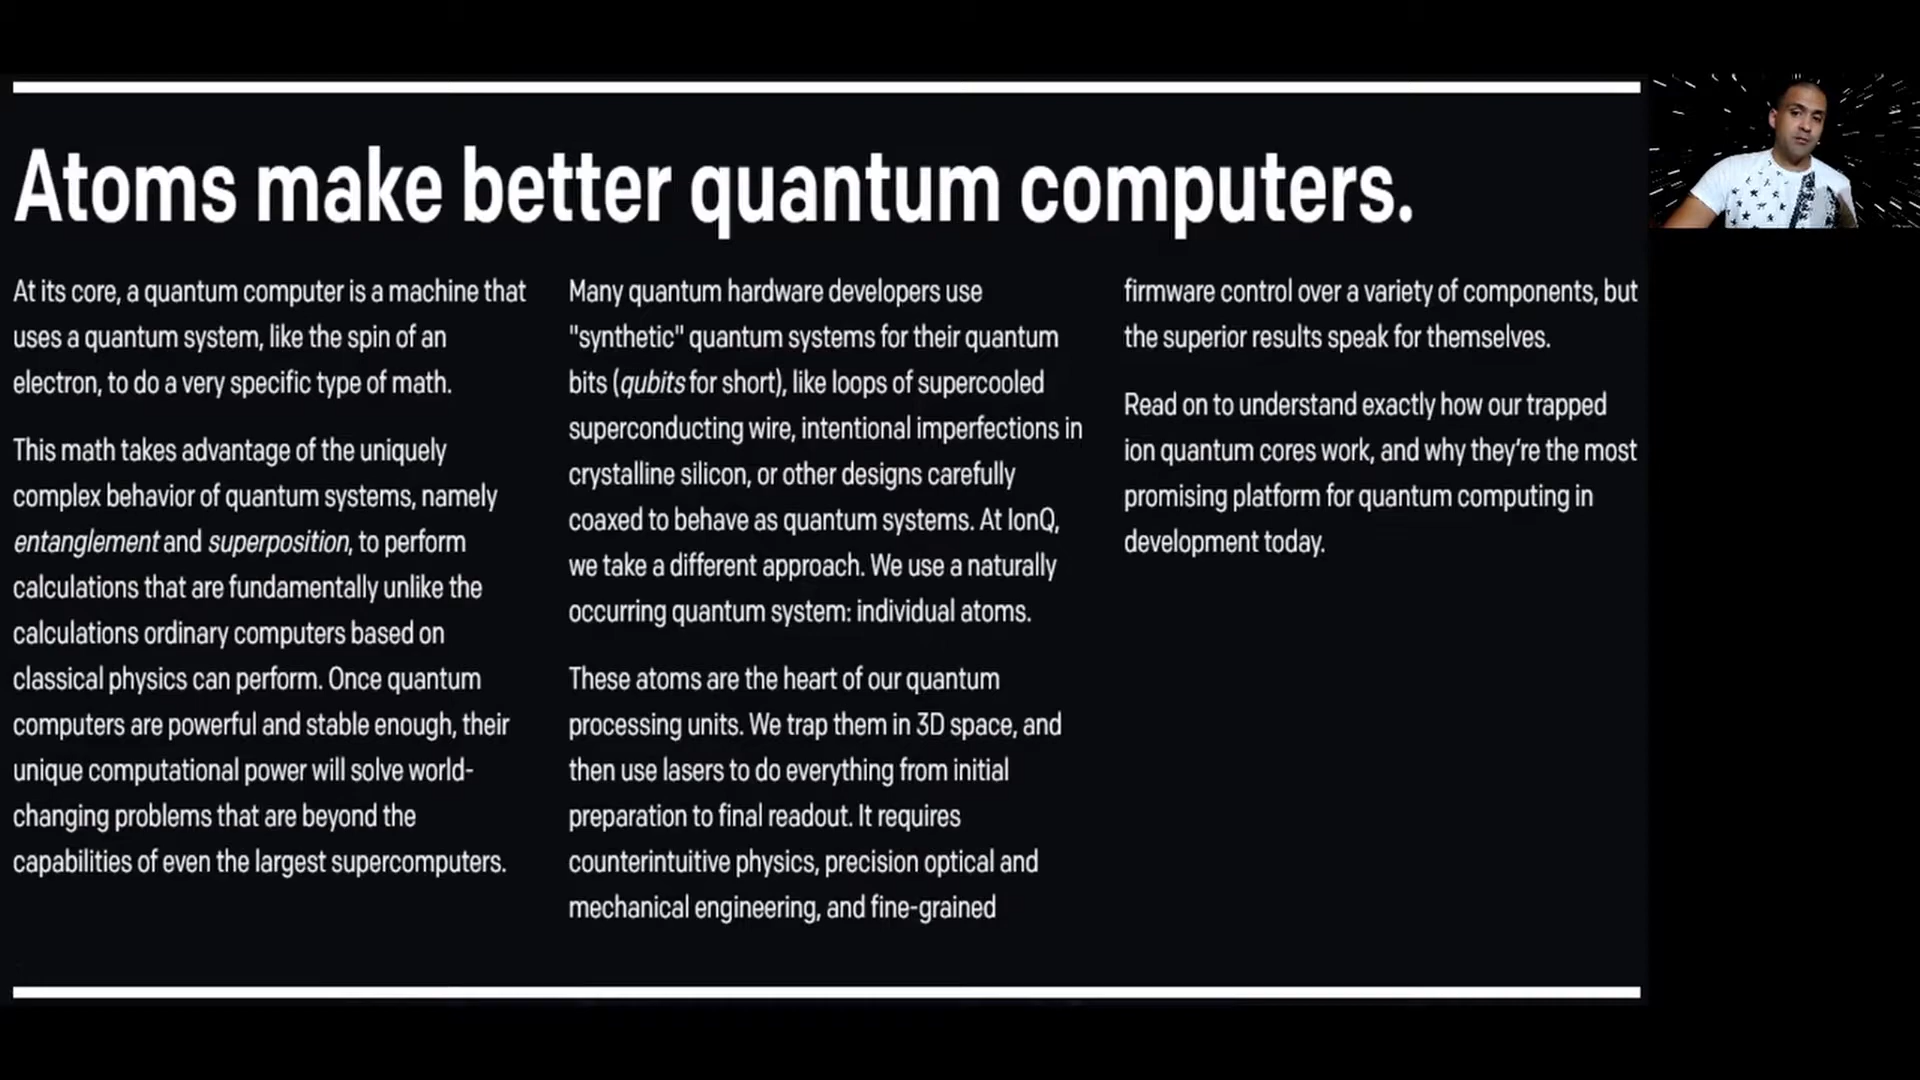 Atoms make better quantum computers.
At its core, a quantum computer is a machine that
uses a quantum system, like the spin of an
electron, to do a very specific type of math.
This math takes advantage of the uniquely
complex behavior of quantum systems, namely
entanglement and superposition, to perform
calculations that are fundamentally unlike the
calculations ordinary computers based on
classical physics can perform. Once quantum
computers are powerful and stable enough, their
unique computational power will solve world-
changing problems that are beyond the
capabilities of even the largest supercomputers.
Many quantum hardware developers use
"synthetic" quantum systems for their quantum
bits (qubits for short), like loops of supercooled
superconducting wire, intentional imperfections in
crystalline silicon, or other designs carefully
coaxed to behave as quantum systems. At IonQ,
we take a different approach. We use a naturally
occurring quantum system: individual atoms.
These atoms are the heart of our quantum
processing units. We trap them in 3D space, and
then use lasers to do everything from initial
preparation to final readout. It requires
counterintuitive physics, precision optical and
mechanical engineering, and fine-grained
firmware control over a variety of components, but
the superior results speak for themselves.
Read on to understand exactly how our trapped
ion quantum cores work, and why they’re the most
promising platform for quantum computing in
development today.